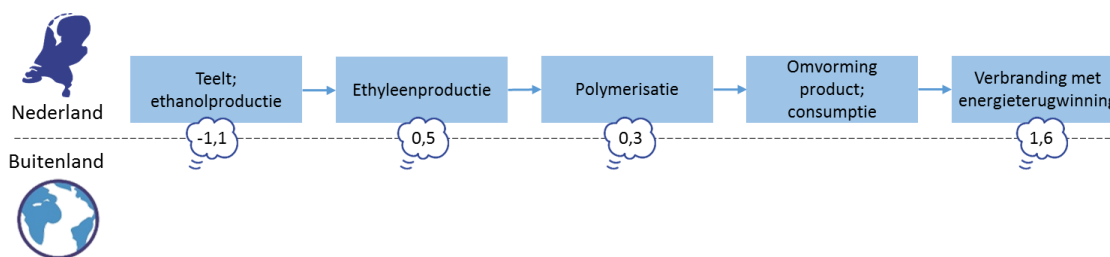 Nederland
Teelt;
ethanolproductie
-1,1
Ethyleenproductie
0,5
Polymerisatie
0,3
Omvorming
product;
consumptie
Verbranding met
energieterugwinning
1,6
Buitenland